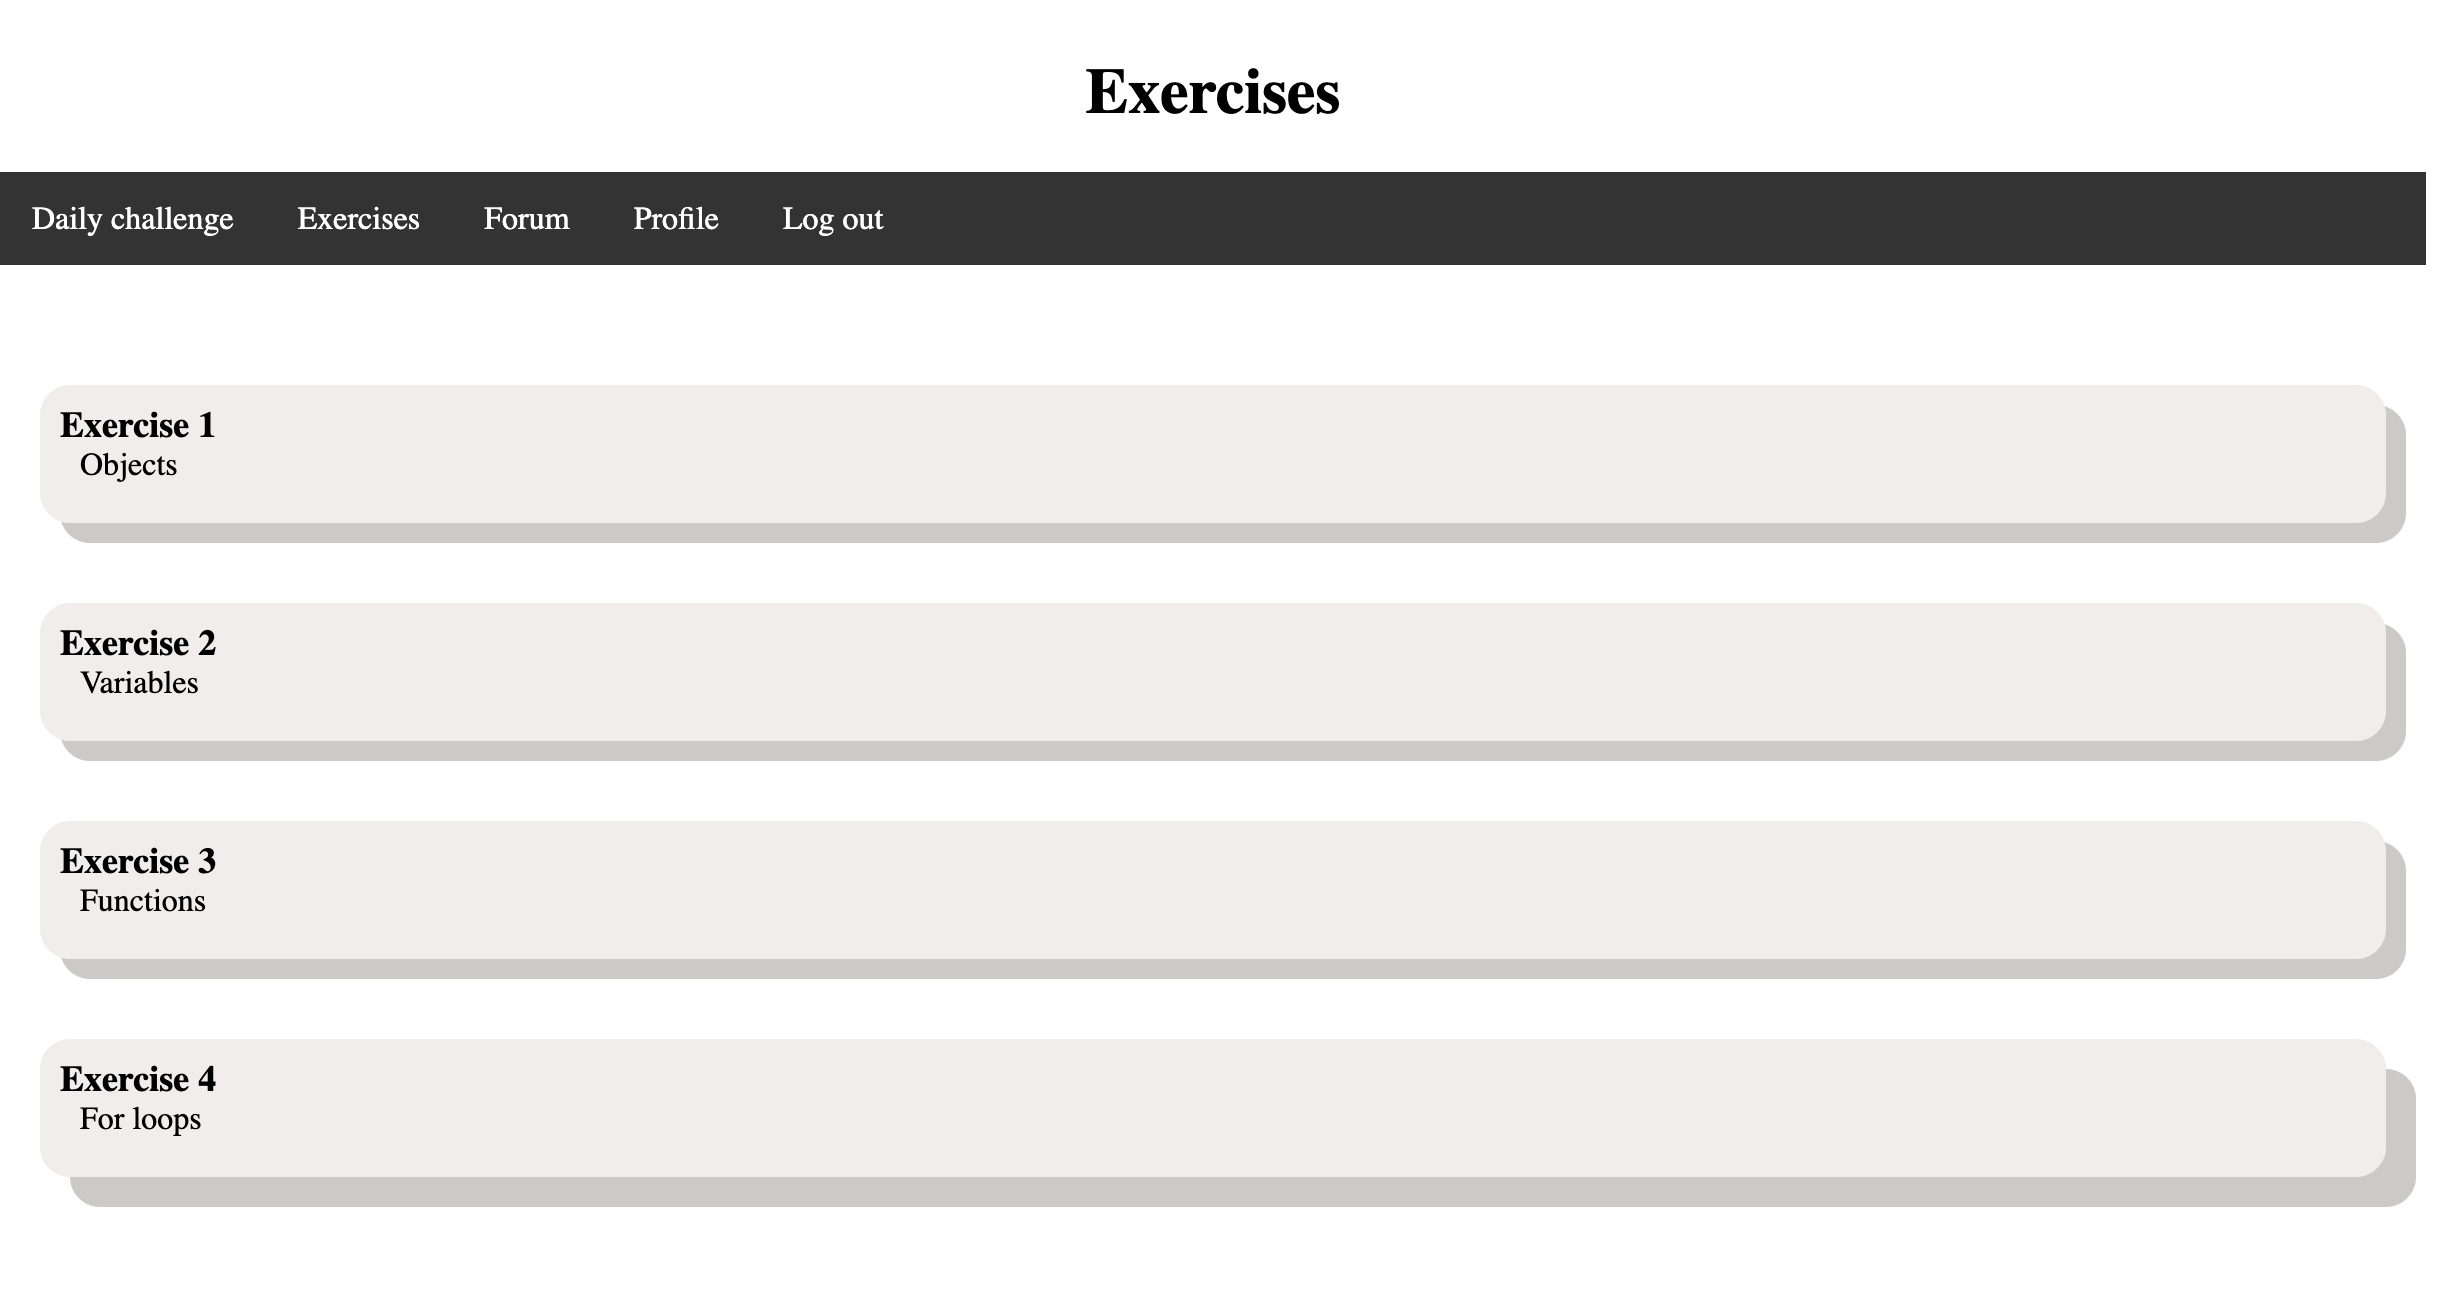 Exercises
Daily challenge Exercises Forum Profile Log out
Exercise 1
Objects
Exercise 2
Variables
Exercise 3
Functions
Exercise 4
For loops